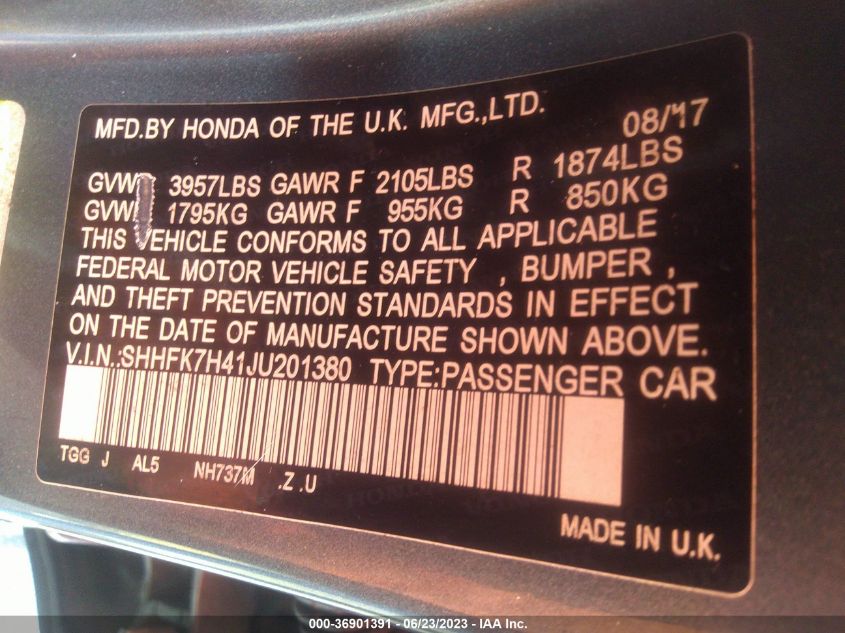 MFD.BY HONDA OF THE U.K. MFG.,LTD. 08/17
GVW 3957LBS GAWR F 2105LBS R 1874LBS
GVW 1795KG GAWR F 955KG R 850KG
THIS VEHICLE CONFORMS TO ALL APPLICABLE
FEDERAL MOTOR VEHICLE SAFETY , BUMPER ,
AND THEFT PREVENTION STANDARDS IN EFFECT
ON THE DATE OF MANUFACTURE SHOWN ABOVE.
V.I.N.:SHHFK7H41JU201380 TYPE:PASSENGER CAR
TGG J AL5 NH737M .Z .U
MADE IN U.K.
000-36901391 - 06/23/2023 - IAA Inc.